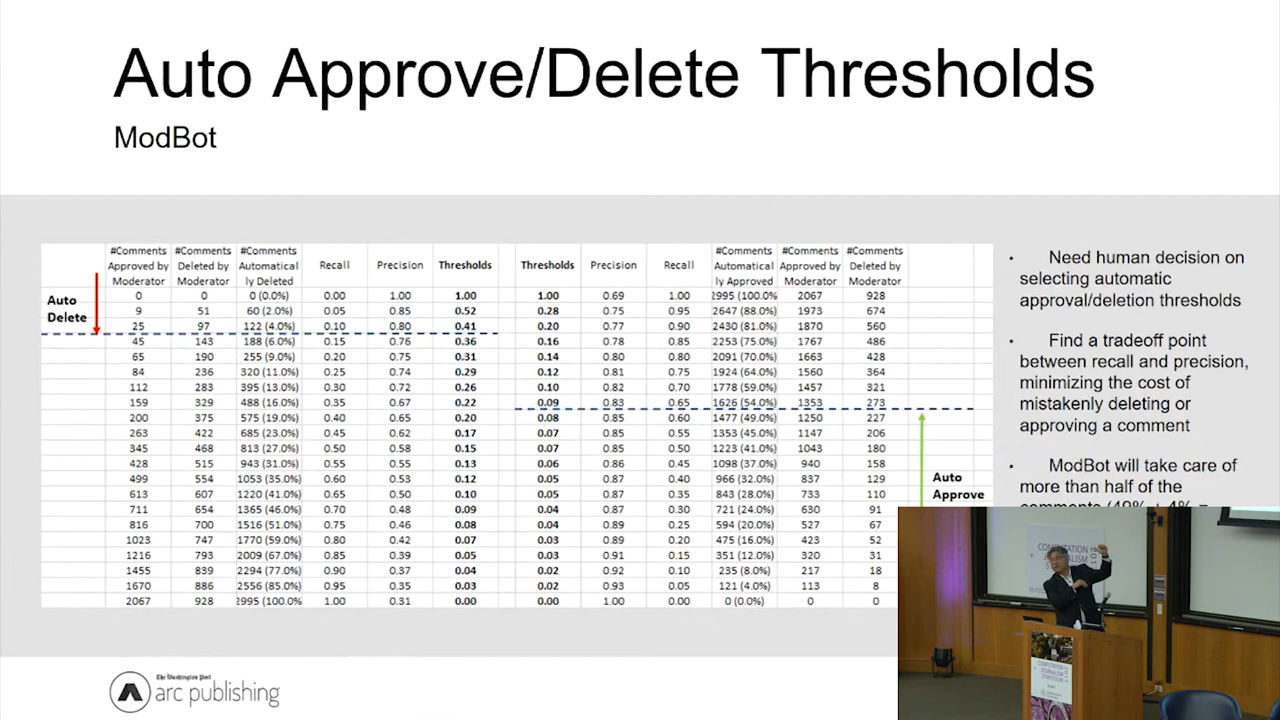 Auto Approve/Delete Thresholds
ModBot
#Comments Approved by Moderator #Comments Deleted by Moderator #Comments Automatical ly Deleted Recall Precision Thresholds Thresholds Precision Recall #Comments Automatical ly Approved #Comments Approved by Moderator #Comments Deleted by Moderator
Auto Delete
0 0 0 (0.0%) 0.00 1.00 1.00 1.00 0.69 1.00 2995 (100.0% 2067 928
9 51 60 (2.0%) 0.05 0.85 0.52 0.28 0.75 0.95 2647 (88.0%) 1973 674
25 97 122 (4.0%) 0.10 0.80 0.41 0.20 0.77 0.90 2430 (81.0%) 1870 560
45 143 188 (6.0%) 0.15 0.76 0.36 0.16 0.78 0.85 2253 (75.0%) 1767 486
65 190 255 (9.0%) 0.20 0.75 0.31 0.14 0.80 0.80 2091 (70.0%) 1663 428
84 236 320 (11.0%) 0.25 0.74 0.29 0.12 0.81 0.75 1924 (64.0%) 1560 364
112 283 395 (13.0%) 0.30 0.72 0.26 0.10 0.82 0.70 1778 (59.0%) 1457 321
159 329 488 (16.0%) 0.35 0.67 0.22 0.09 0.83 0.65 1626 (54.0%) 1353 273
200 375 575 (19.0%) 0.40 0.65 0.20 0.08 0.85 0.60 1477 (49.0%) 1250 227
263 422 685 (23.0%) 0.45 0.62 0.17 0.07 0.85 0.55 1353 (45.0%) 1147 206
345 468 813 (27.0%) 0.50 0.58 0.15 0.07 0.85 0.50 1223 (41.0%) 1043 180
428 515 943 (31.0%) 0.55 0.55 0.13 0.06 0.86 0.45 1098 (37.0%) 940 158
499 554 1053 (35.0%) 0.60 0.53 0.12 0.05 0.87 0.40 966 (32.0%) 837 129
613 607 1220 (41.0%) 0.65 0.50 0.10 0.05 0.87 0.35 843 (28.0%) 733 110
711 654 1365 (46.0%) 0.70 0.48 0.09 0.04 0.87 0.30 721 (24.0%) 630 91
816 700 1516 (51.0%) 0.75 0.46 0.08 0.04 0.89 0.25 594 (20.0%) 527 67
1023 747 1770 (59.0%) 0.80 0.42 0.07 0.03 0.89 0.20 475 (16.0%) 423 52
1216 793 2009 (67.0%) 0.85 0.39 0.05 0.03 0.91 0.15 351 (12.0%) 320 31
1455 839 2294 (77.0%) 0.90 0.37 0.04 0.02 0.92 0.10 235 (8.0%) 217 18
1670 886 2556 (85.0%) 0.95 0.35 0.03 0.02 0.93 0.05 121 (4.0%) 113 8
2067 928 2995 (100.0% 1.00 0.31 0.00 0.00 1.00 0.00 0 (0.0%) 0 0
Auto Approve
• Need human decision on
selecting automatic
approval/deletion thresholds
• Find a tradeoff point
between recall and precision,
minimizing the cost of
mistakenly deleting or
approving a comment
• ModBot will take care of
more than half of the
comments (49% + 4% =
COMPUTATION +
JOURNALISM
SYMPOSIUM
The Washington Post
arc publishing